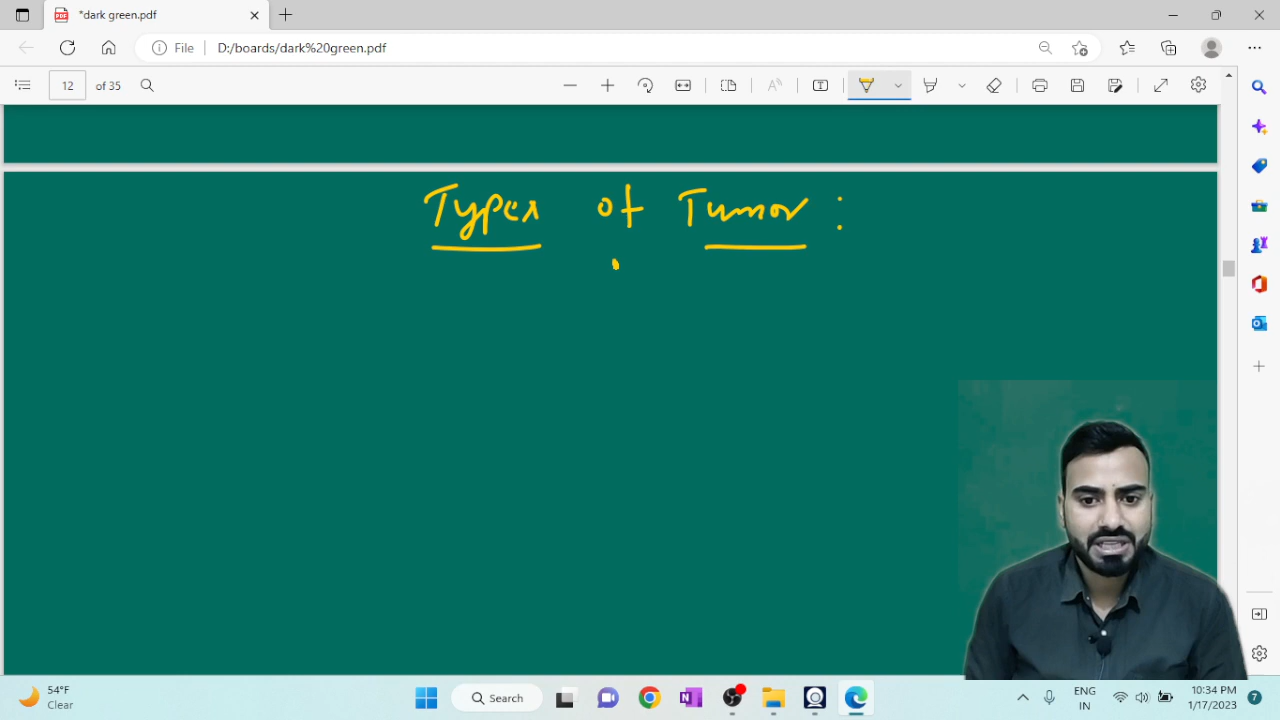 *dark green.pdf
File D:/boards/dark%20green.pdf
12 of 35
Types of Tumor :
54°F
Clear
Search
ENG
IN
10:34 PM
1/17/2023
7